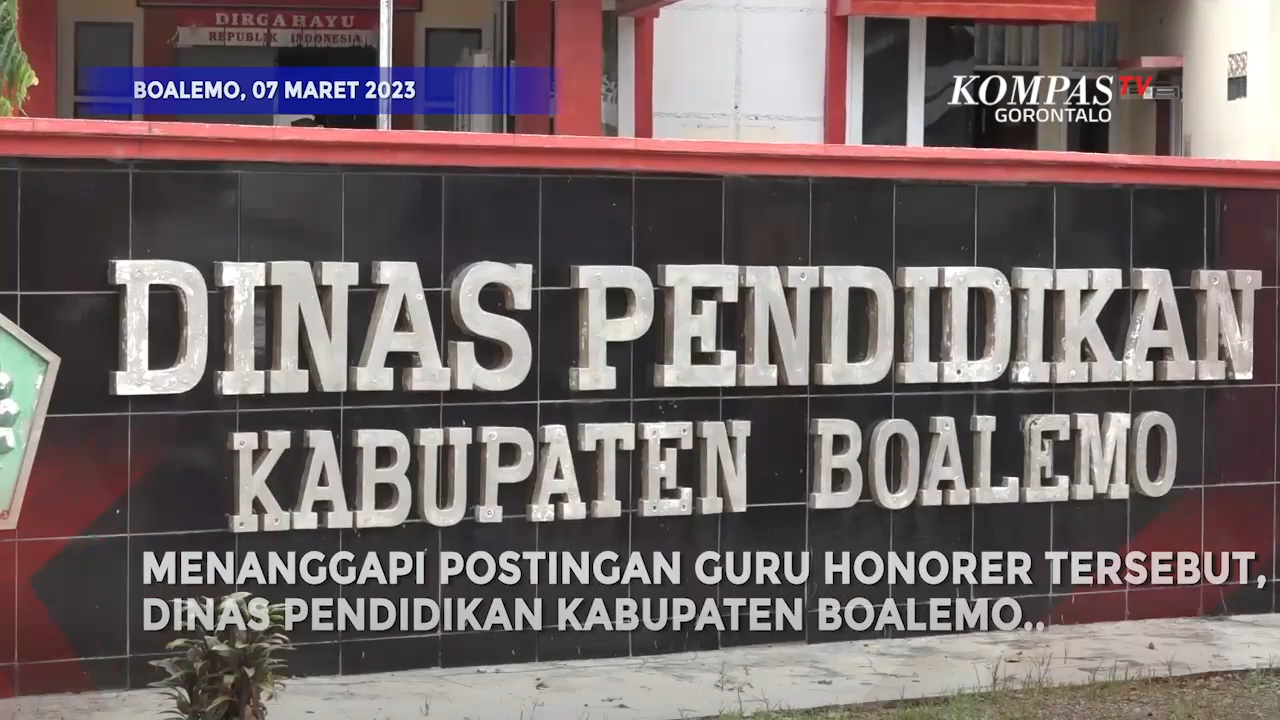 DIRGAHAYU
REPUBLIK INDONESIA
BOALEMO, 07 MARET 2023
KOMPAS TV
GORONTALO
DINAS PENDIDIKAN
KABUPATEN BOALEMO
MENANGGAPI POSTINGAN GURU HONORER TERSEBUT,
DINAS PENDIDIKAN KABUPATEN BOALEMO..